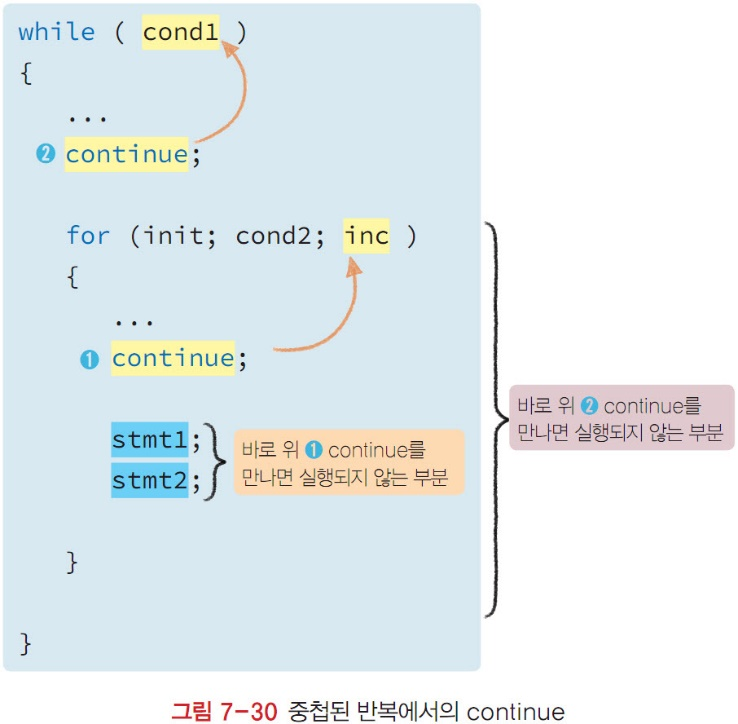 while ( cond1 )
{
...
❷ continue;
for (init; cond2; inc )
{
...
❶ continue;
바로 위 ❷ continue를
만나면 실행되지 않는 부분
stmt1;
stmt2;
바로 위 ❶ continue를
만나면 실행되지 않는 부분
}
}
그림 7-30 중첩된 반복에서의 continue